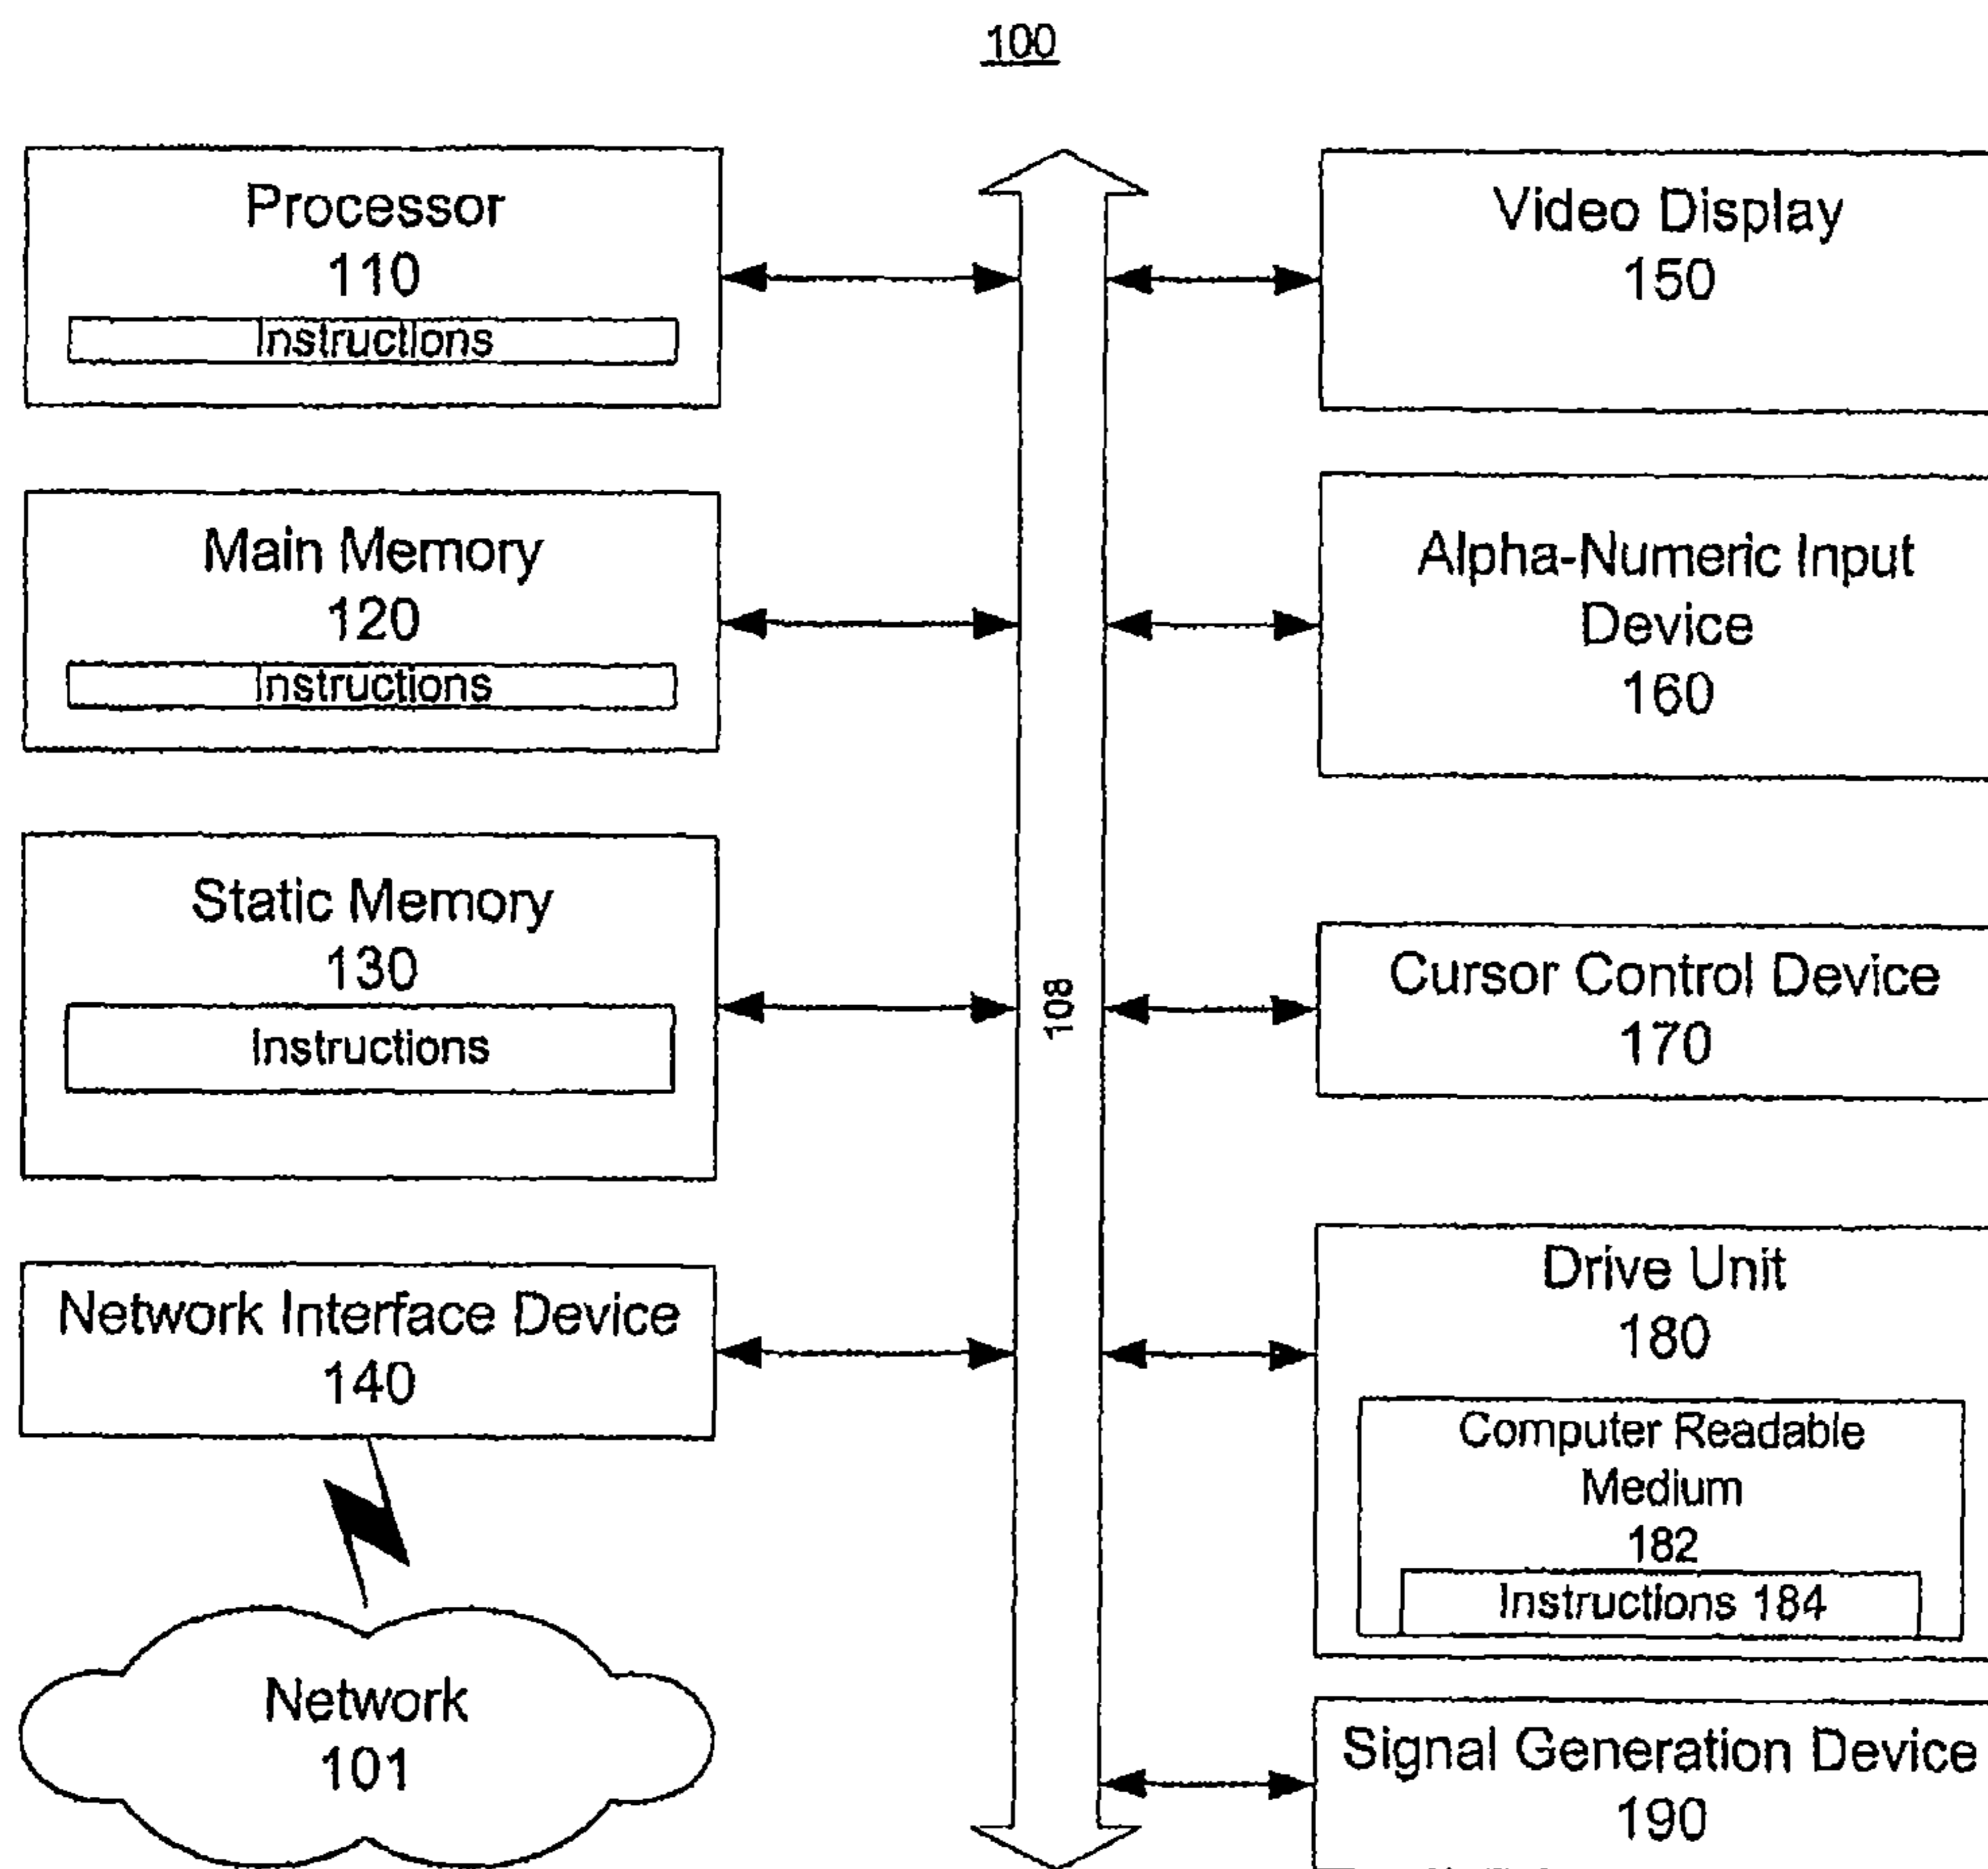 100
Processor
110
Instructions
Main Memory
120
Instructions
Static Memory
130
Instructions
Network Interface Device
140
Network
101
108
Video Display
150
Alpha-Numeric Input
Device
160
Cursor Control Device
170
Drive Unit
180
Computer Readable
Medium
182
Instructions 184
Signal Generation Device
190